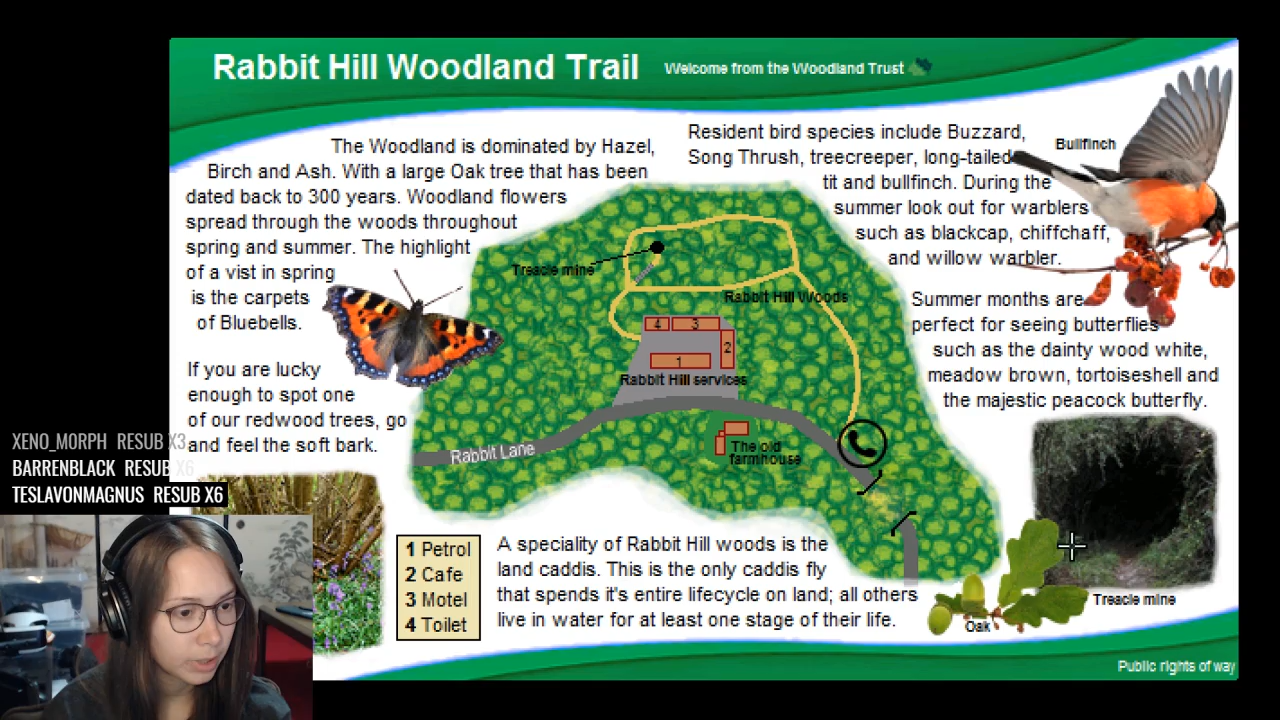 Rabbit Hill Woodland Trail
Welcome from the Woodland Trust
The Woodland is dominated by Hazel,
Birch and Ash. With a large Oak tree that has been
dated back to 300 years. Woodland flowers
spread through the woods throughout
spring and summer. The highlight
of a vist in spring
is the carpets
of Bluebells.
If you are lucky
enough to spot one
of our redwood trees, go
and feel the soft bark.
Resident bird species include Buzzard,
Song Thrush, treecreeper, long-tailed
tit and bullfinch. During the
summer look out for warblers
such as blackcap, chiffchaff,
and willow warbler.
Bullfinch
Summer months are
perfect for seeing butterflies
such as the dainty wood white,
meadow brown, tortoiseshell and
the majestic peacock butterfly.
Treacle mine
Rabbit Hill Woods
4
3
2
1
Rabbit Hill services
Rabbit Lane
The old
farmhouse
XENO_MORPH RESUB X3
BARRENBLACK RESUB X6
TESLAVONMAGNUS RESUB X6
1 Petrol
2 Cafe
3 Motel
4 Toilet
A speciality of Rabbit Hill woods is the
land caddis. This is the only caddis fly
that spends it's entire lifecycle on land; all others
live in water for at least one stage of their life.
Oak
Treacle mine
Public rights of way